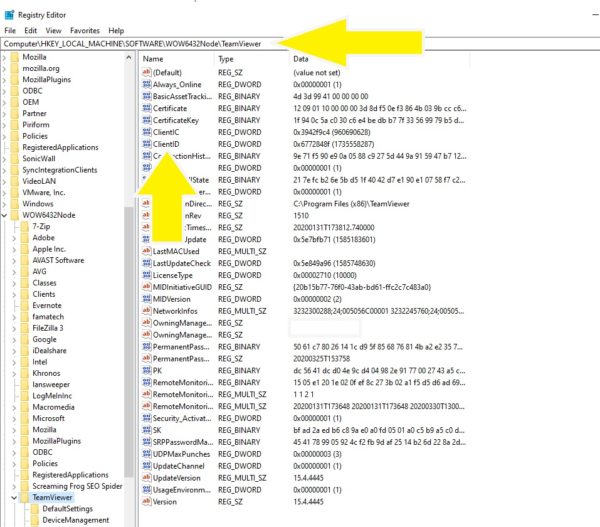 Registry Editor
File Edit View Favorites Help
Computer\HKEY_LOCAL_MACHINE\SOFTWARE\WOW6432Node\TeamViewer
Mozilla
mozilla.org
MozillaPlugins
ODBC
OEM
Partner
Piriform
Policies
RegisteredApplications
SonicWall
SyncIntegrationClients
VideoLAN
VMware, Inc.
Windows
WOW6432Node
7-Zip
Adobe
Apple Inc.
AVAST Software
AVG
Classes
Clients
Evernote
famatech
FileZilla 3
Google
iDealshare
Intel
Khronos
lansweeper
LogMeInInc
Macromedia
Microsoft
Mozilla
MozillaPlugins
ODBC
Policies
RegisteredApplications
Screaming Frog SEO Spider
TeamViewer
DefaultSettings
DeviceManagement
Name Type Data
(Default) REG_SZ (value not set)
Always_Online REG_DWORD 0x00000001 (1)
BasicAssetTracki... REG_BINARY 4d 3d 99 41 00 00 00 00
Certificate REG_BINARY 12 09 01 10 00 00 00 3d 8d f5 0e f3 86 4b 03 9b cc c6...
CertificateKey REG_BINARY 1f 94 0c 5a c0 30 c6 e4 be db b7 7f 33 56 99 79 b5 d...
ClientIC REG_DWORD 0x3942f9c4 (960690628)
ClientID REG_DWORD 0x6772848f (1735558287)
REG_BINARY 9e 71 f5 90 e9 0a 05 88 c9 27 5d 44 9a 91 59 47 b7 12...
REG_DWORD 0x00000001 (1)
REG_BINARY 21 7e fc b2 6e 5b d5 1f 40 42 d7 e1 90 e1 07 58 f7 c2...
REG_DWORD 0x00000001 (1)
REG_SZ C:\Program Files (x86)\TeamViewer
REG_SZ 1510
REG_SZ 20200131T173812.740000
REG_DWORD 0x5e7bfb71 (1585183601)
LastMACUsed REG_MULTI_SZ
LastUpdateCheck REG_DWORD 0x5e849a96 (1585748630)
LicenseType REG_DWORD 0x00002710 (10000)
MIDInitiativeGUID REG_SZ {20b15b77-76f0-43ab-bd61-ffc2c7c483a0}
MIDVersion REG_DWORD 0x00000002 (2)
NetworkInfos REG_MULTI_SZ 3232300288;24;005056C00001 3232245760;24;00505...
OwningManage... REG_SZ
OwningManage... REG_SZ
PermanentPass... REG_BINARY 50 61 c7 80 26 14 1c d9 5f 85 68 76 81 4b a2 e2 35 7...
PermanentPass... REG_SZ 20200325T153758
PK REG_BINARY dc 56 41 dc d0 4e 9c d4 04 98 2e 91 77 00 27 43 a5 c...
RemoteMonitori... REG_BINARY 15 05 e1 20 1e 02 0f ef 8c 27 3b 02 a1 f5 d5 d6 ad 69...
RemoteMonitori... REG_MULTI_SZ 1 1 2 1
RemoteMonitori... REG_MULTI_SZ 20200131T173648 20200131T173648 20200330T1300...
Security_Activat... REG_DWORD 0x00000001 (1)
SK REG_BINARY bf ad 2a ed b6 c8 9a e0 a0 fd 05 01 a0 c5 b9 a5 c0 d...
SRPPasswordMa... REG_BINARY 45 41 78 99 05 92 4c f2 fb 9d af 25 14 b2 6d 22 8a 2d...
UDPMaxPunches REG_DWORD 0x00000003 (3)
UpdateChannel REG_DWORD 0x00000001 (1)
UpdateVersion REG_MULTI_SZ 15.4.4445
UsageEnvironm... REG_DWORD 0x00000001 (1)
Version REG_SZ 15.4.4445